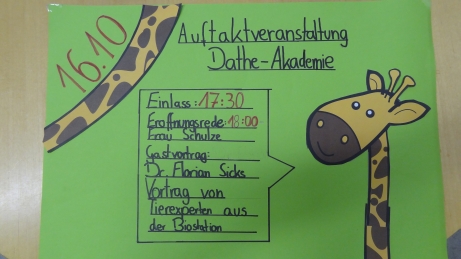 16.10
Auftaktveranstaltung
Dathe-Akademie
Einlass: 17:30
Eröffnungsrede: 18:00
Frau Schulze
Gastvortrag:
Dr. Florian Sicks
Vortrag von
Tierexperten aus
der Biostation